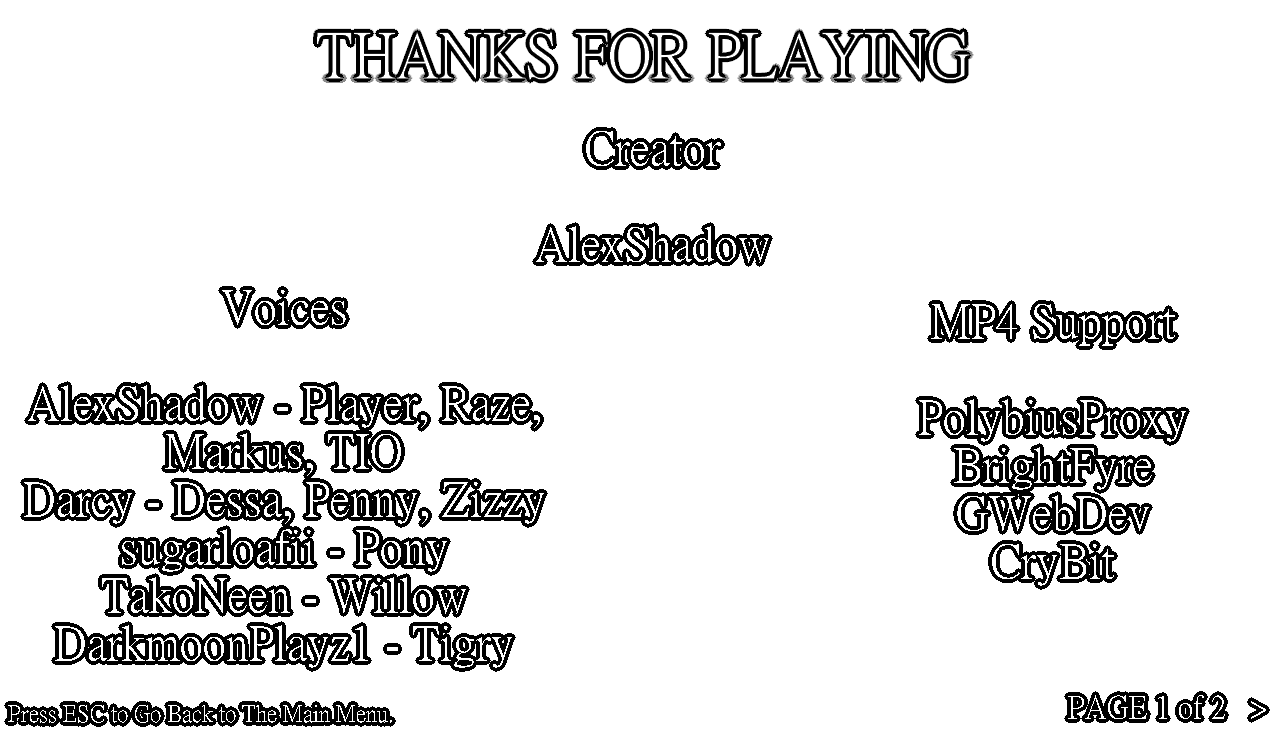 THANKS FOR PLAYING
Creator
AlexShadow
Voices
AlexShadow - Player, Raze,
Markus, TIO
Darcy - Dessa, Penny, Zizzy
sugarloafii - Pony
TakoNeen - Willow
DarkmoonPlayz1 - Tigry
MP4 Support
PolybiusProxy
BrightFyre
GWebDev
CryBit
Press ESC to Go Back to The Main Menu.
PAGE 1 of 2 >